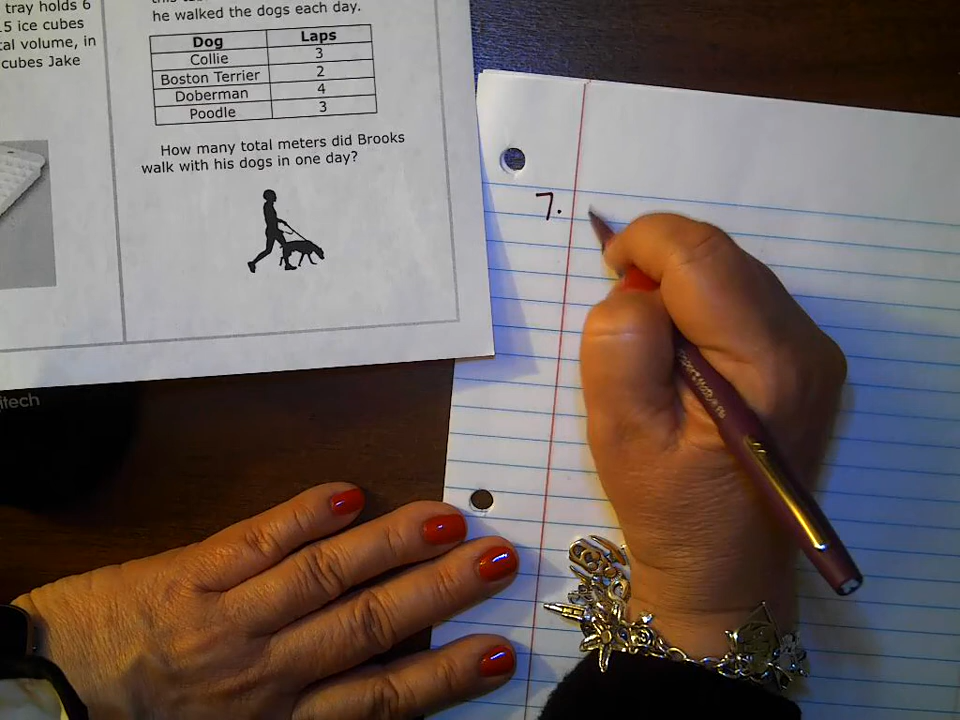 tray holds 6
5 ice cubes
tal volume, in
cubes Jake
he walked the dogs each day.
Dog Laps
Collie 3
Boston Terrier 2
Doberman 4
Poodle 3
How many total meters did Brooks
walk with his dogs in one day?
7.
itech